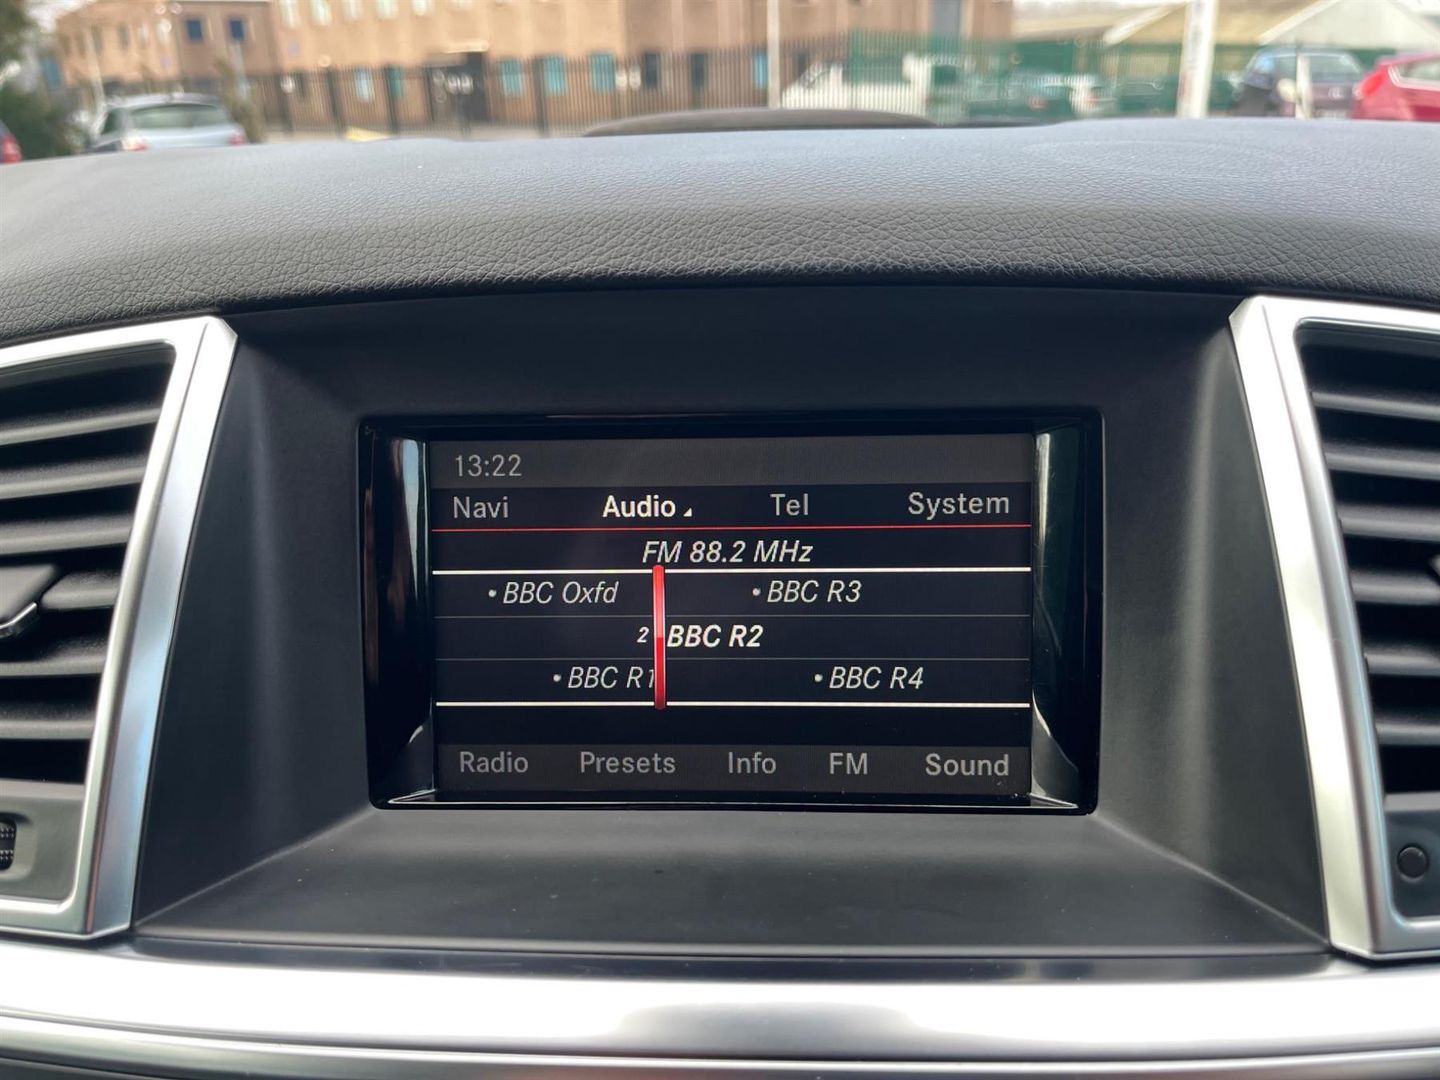 13:22
Navi Audio Tel System
FM 88.2 MHz
• BBC Oxfd • BBC R3
2 BBC R2
• BBC R1 • BBC R4
Radio Presets Info FM Sound